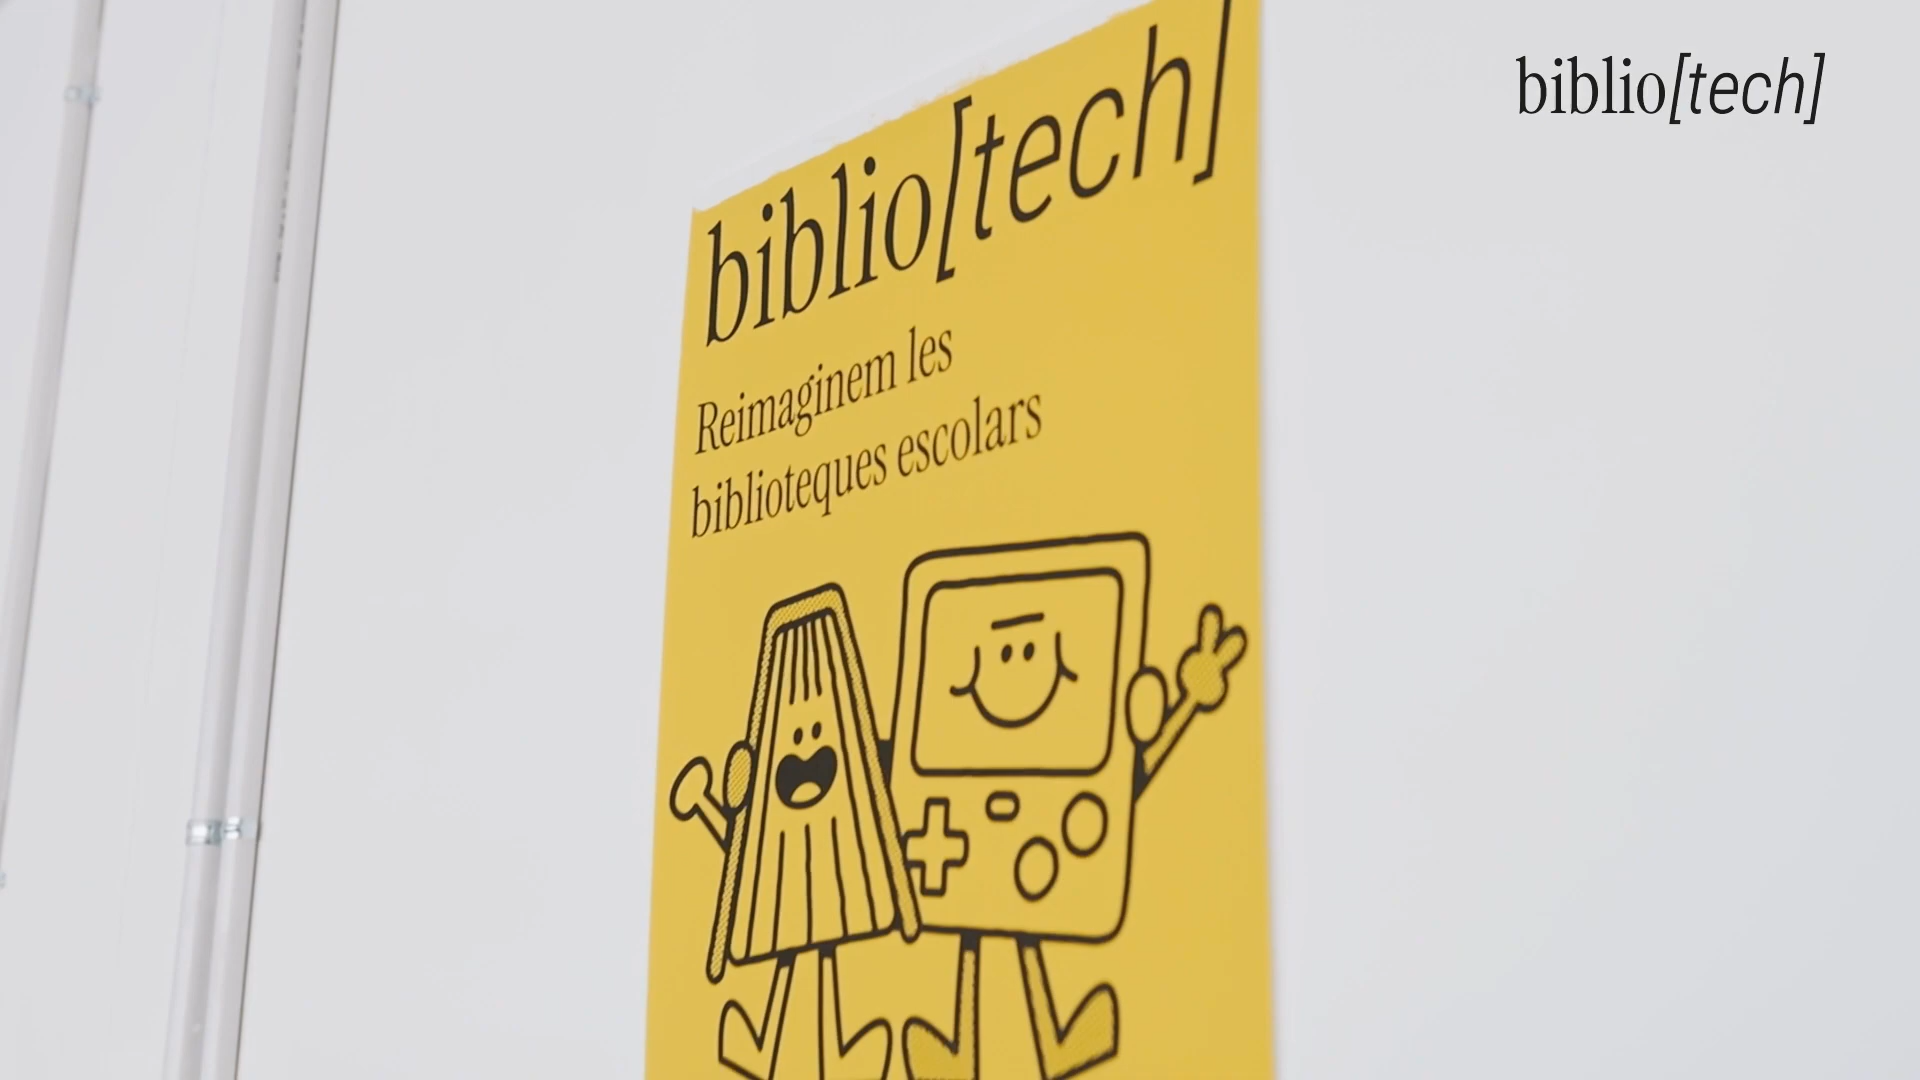 biblio[tech]
biblio[tech]
Reimaginem les
biblioteques escolars